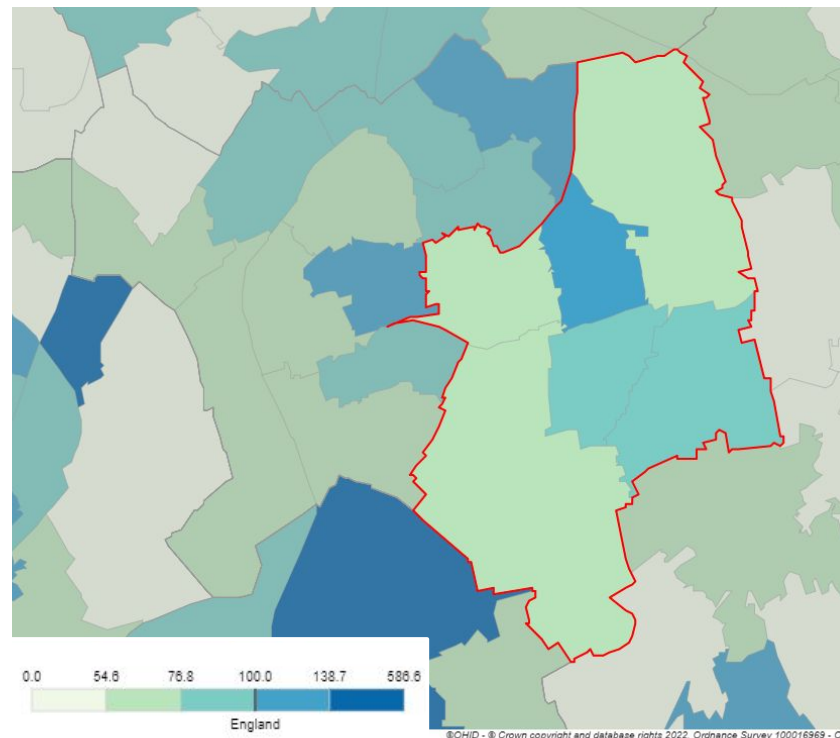 0.0 54.6 76.8 100.0 138.7 586.6
England
©OHID - © Crown copyright and database rights 2022. Ordnance Survey 100016969 - G